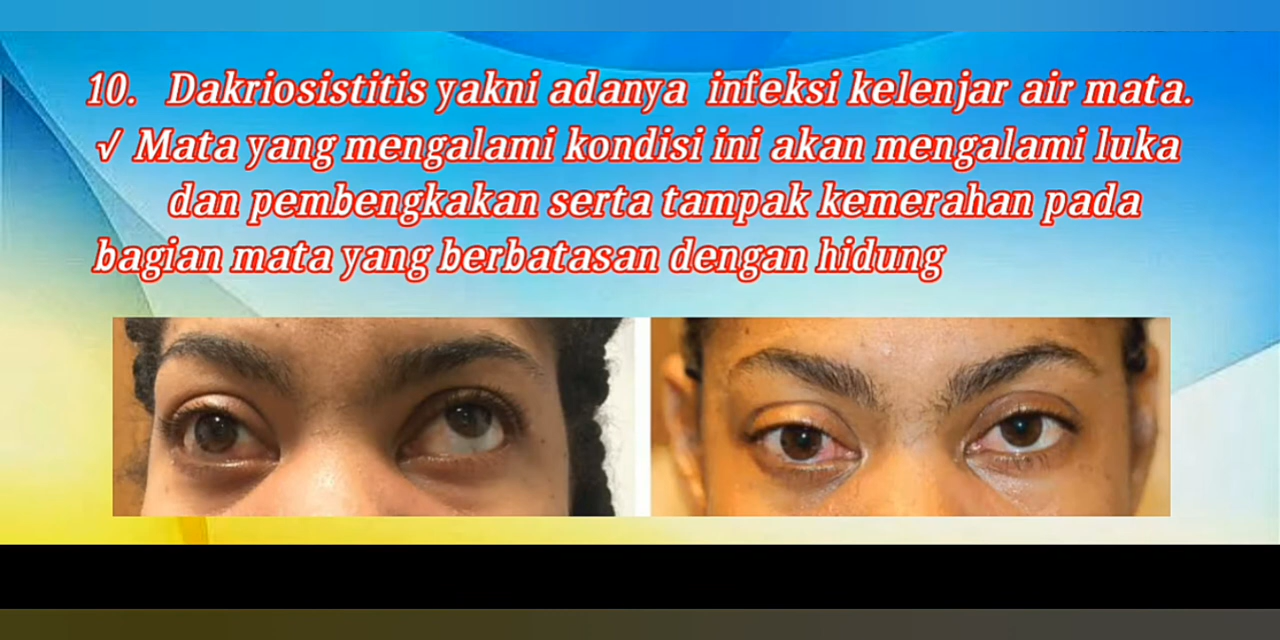 10. Dakriosistitis yakni adanya infeksi kelenjar air mata.
✓ Mata yang mengalami kondisi ini akan mengalami luka
dan pembengkakan serta tampak kemerahan pada
bagian mata yang berbatasan dengan hidung